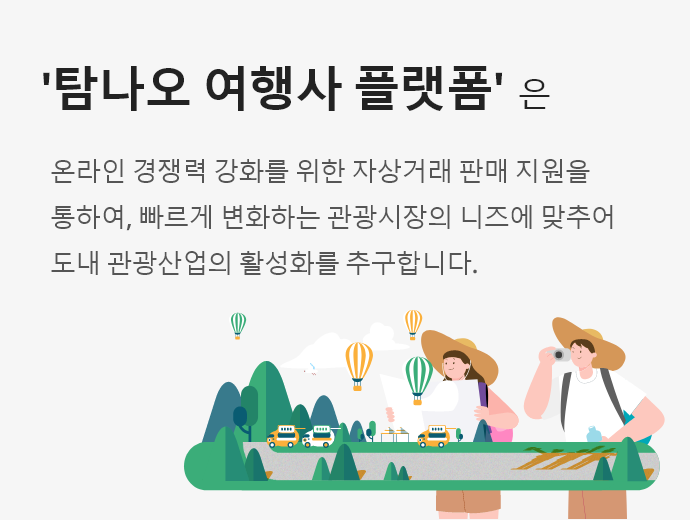 '탐나오 여행사 플랫폼' 은
온라인 경쟁력 강화를 위한 자상거래 판매 지원을
통하여, 빠르게 변화하는 관광시장의 니즈에 맞추어
도내 관광산업의 활성화를 추구합니다.